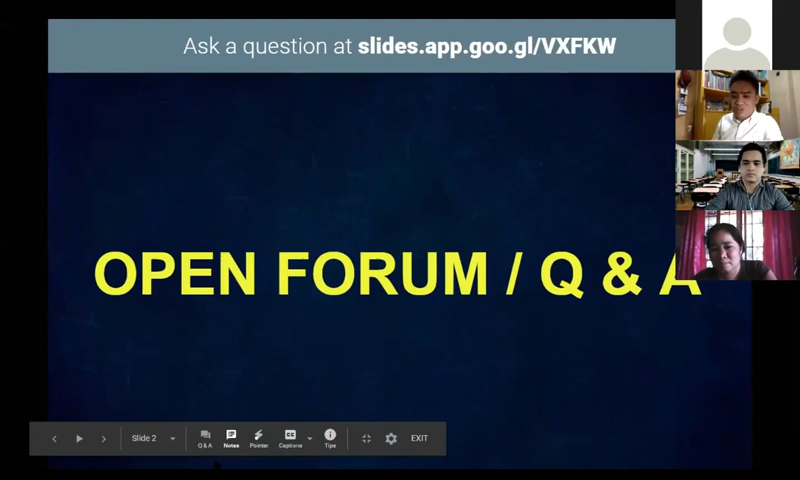 Ask a question at slides.app.goo.gl/VXFKW
OPEN FORUM / Q & A
Slide 2
Q & A
Notes
Pointer
Captions
Tips
EXIT